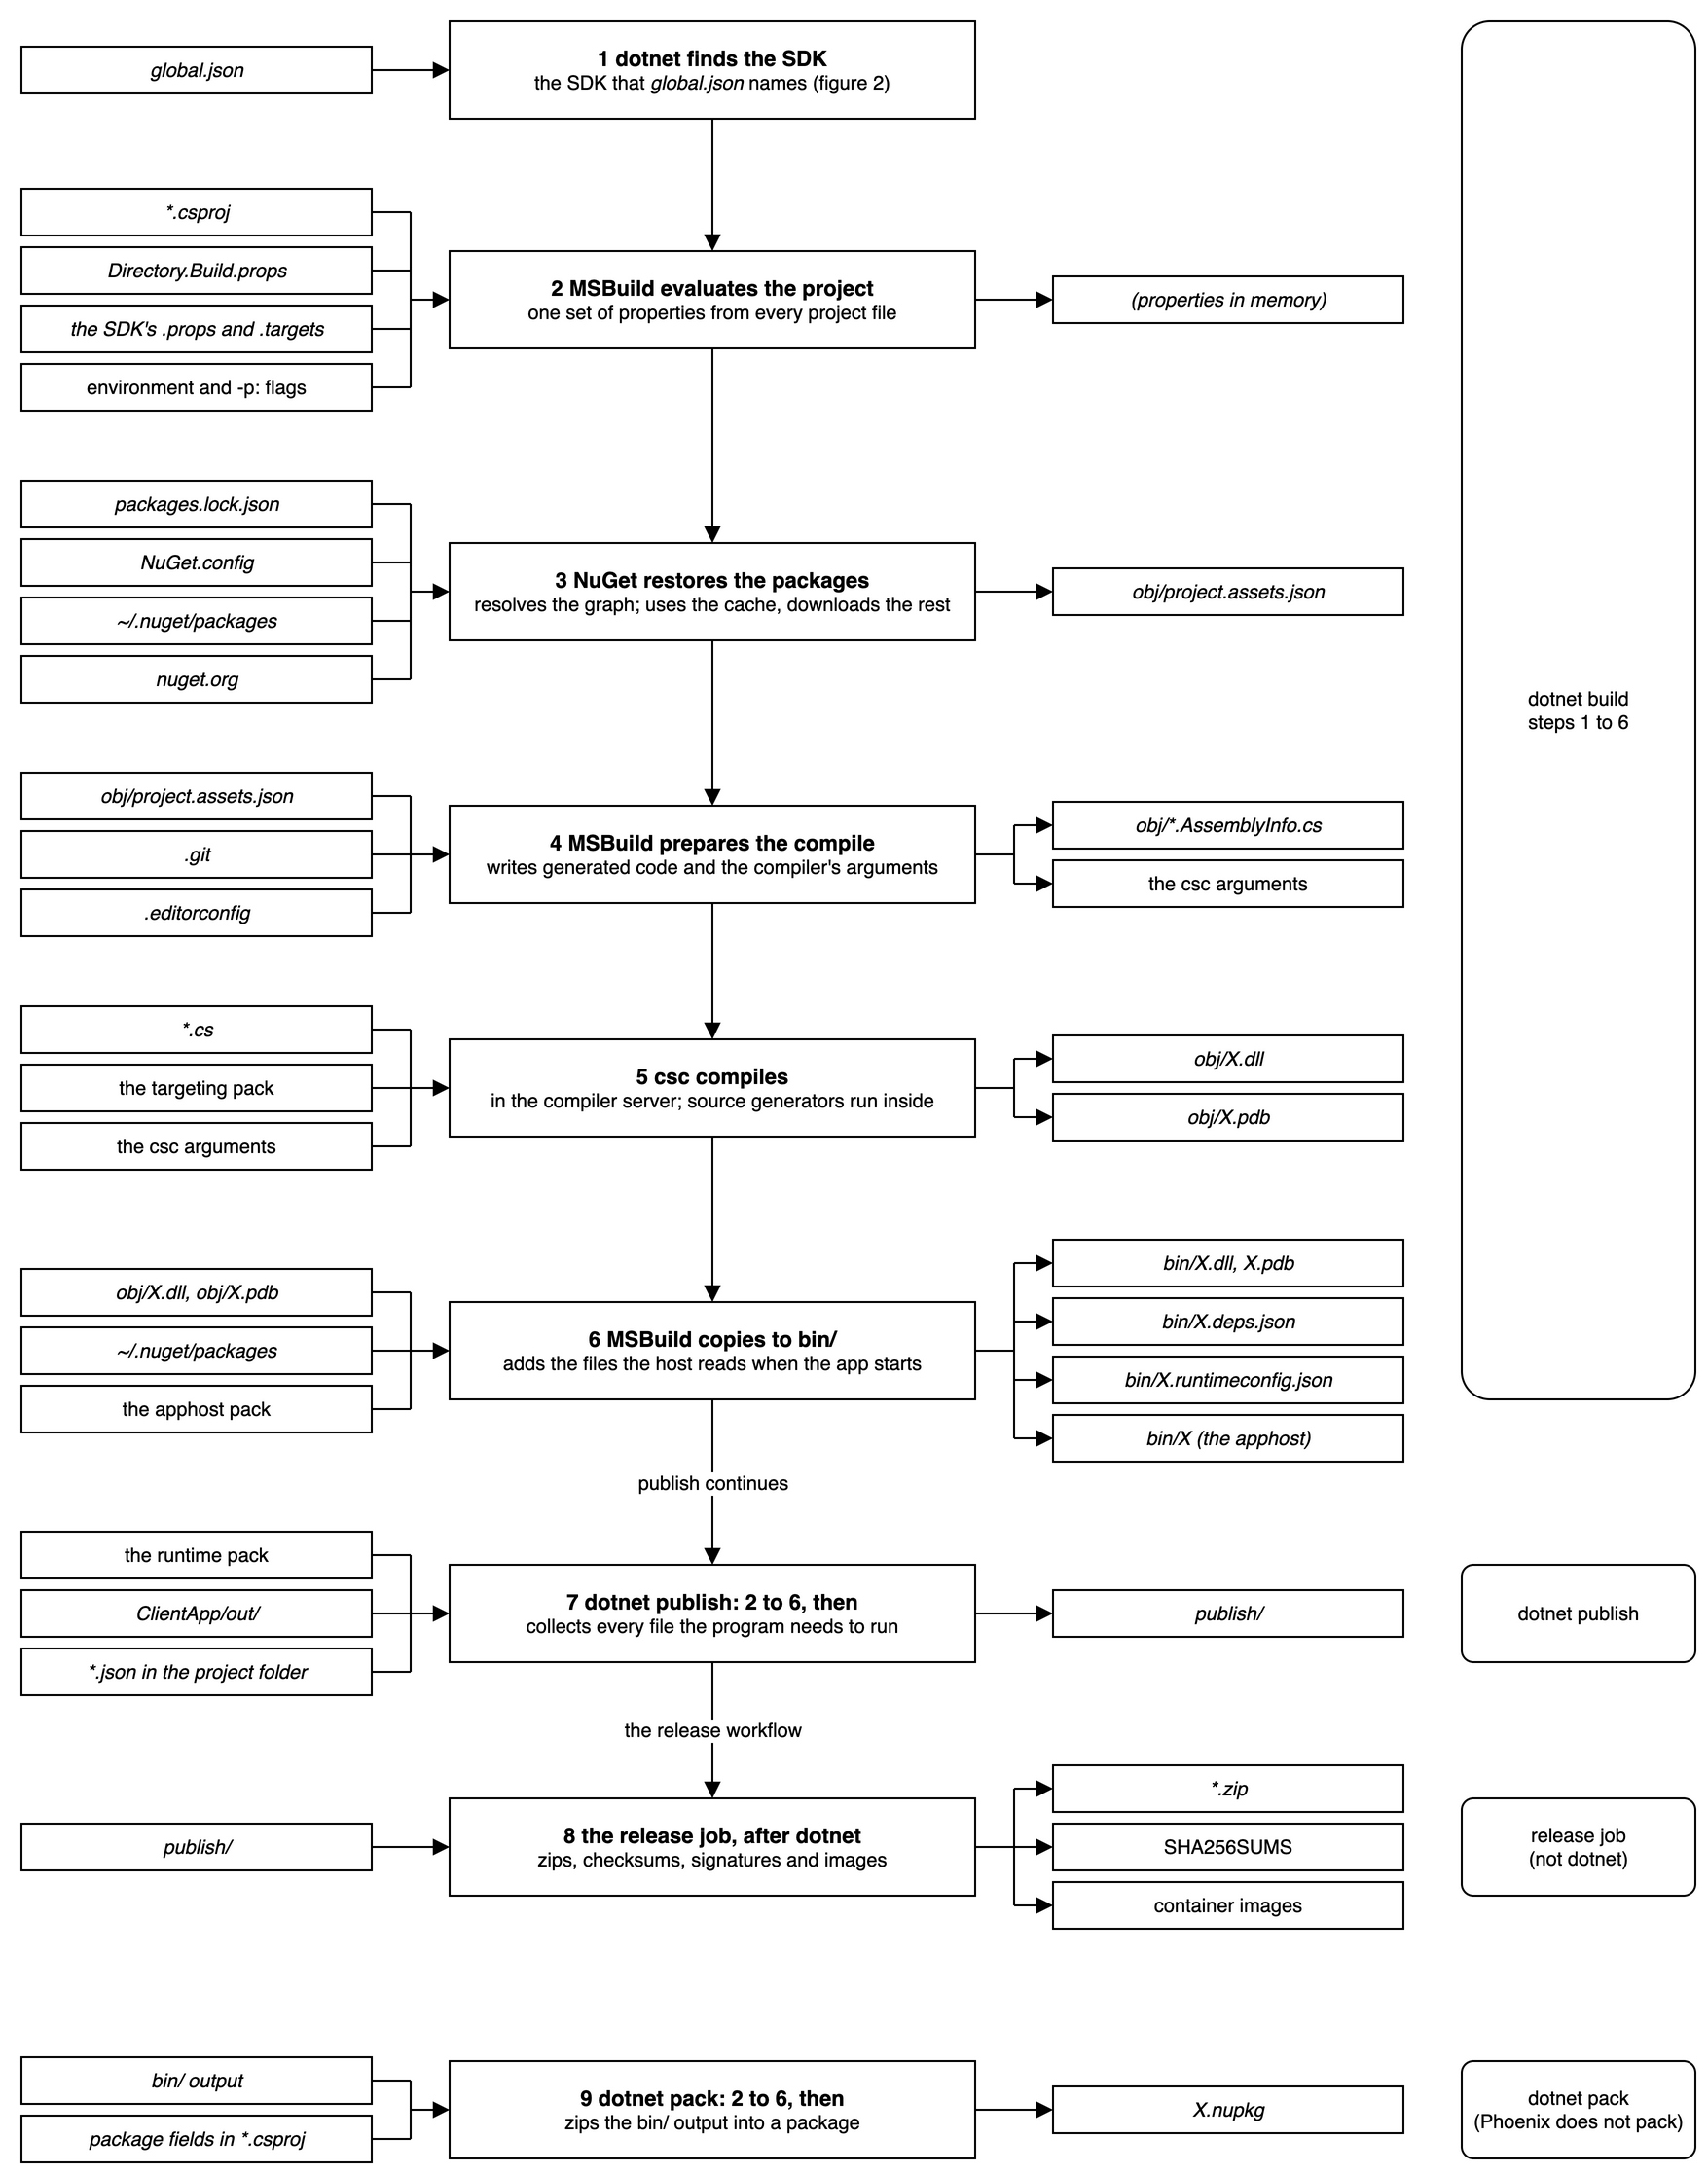 global.json
1 dotnet finds the SDK
the SDK that global.json names (figure 2)
*.csproj
Directory.Build.props
the SDK's .props and .targets
environment and -p: flags
2 MSBuild evaluates the project
one set of properties from every project file
(properties in memory)
packages.lock.json
NuGet.config
~/.nuget/packages
nuget.org
3 NuGet restores the packages
resolves the graph; uses the cache, downloads the rest
obj/project.assets.json
dotnet build
steps 1 to 6
obj/project.assets.json
.git
.editorconfig
4 MSBuild prepares the compile
writes generated code and the compiler's arguments
obj/*.AssemblyInfo.cs
the csc arguments
*.cs
the targeting pack
the csc arguments
5 csc compiles
in the compiler server; source generators run inside
obj/X.dll
obj/X.pdb
obj/X.dll, obj/X.pdb
~/.nuget/packages
the apphost pack
6 MSBuild copies to bin/
adds the files the host reads when the app starts
bin/X.dll, X.pdb
bin/X.deps.json
bin/X.runtimeconfig.json
bin/X (the apphost)
publish continues
the runtime pack
ClientApp/out/
*.json in the project folder
7 dotnet publish: 2 to 6, then
collects every file the program needs to run
publish/
dotnet publish
the release workflow
publish/
8 the release job, after dotnet
zips, checksums, signatures and images
*.zip
SHA256SUMS
container images
release job
(not dotnet)
bin/ output
package fields in *.csproj
9 dotnet pack: 2 to 6, then
zips the bin/ output into a package
X.nupkg
dotnet pack
(Phoenix does not pack)